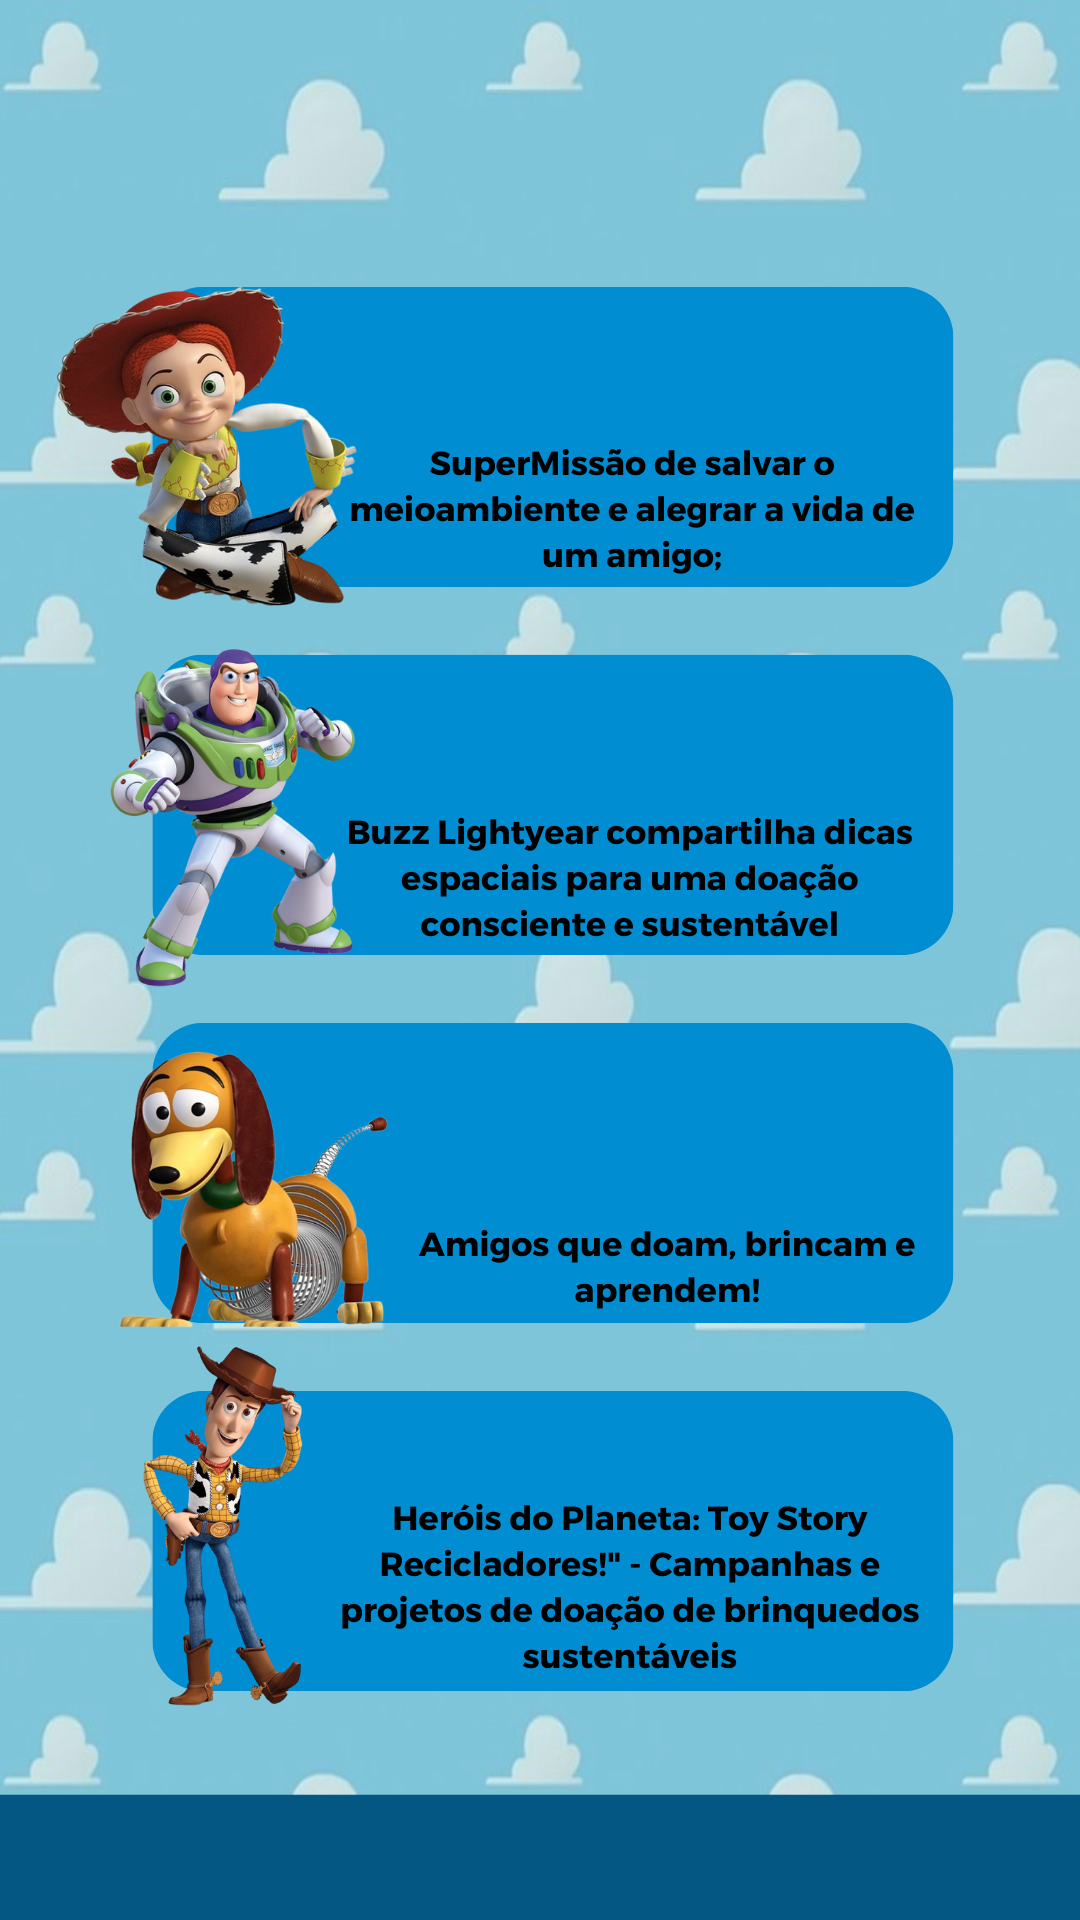 SuperMissão de salvar o
meioambiente e alegrar a vida de
um amigo;
Buzz Lightyear compartilha dicas
espaciais para uma doação
consciente e sustentável
Amigos que doam, brincam e
aprendem!
Heróis do Planeta: Toy Story
Recicladores!" - Campanhas e
projetos de doação de brinquedos
sustentáveis